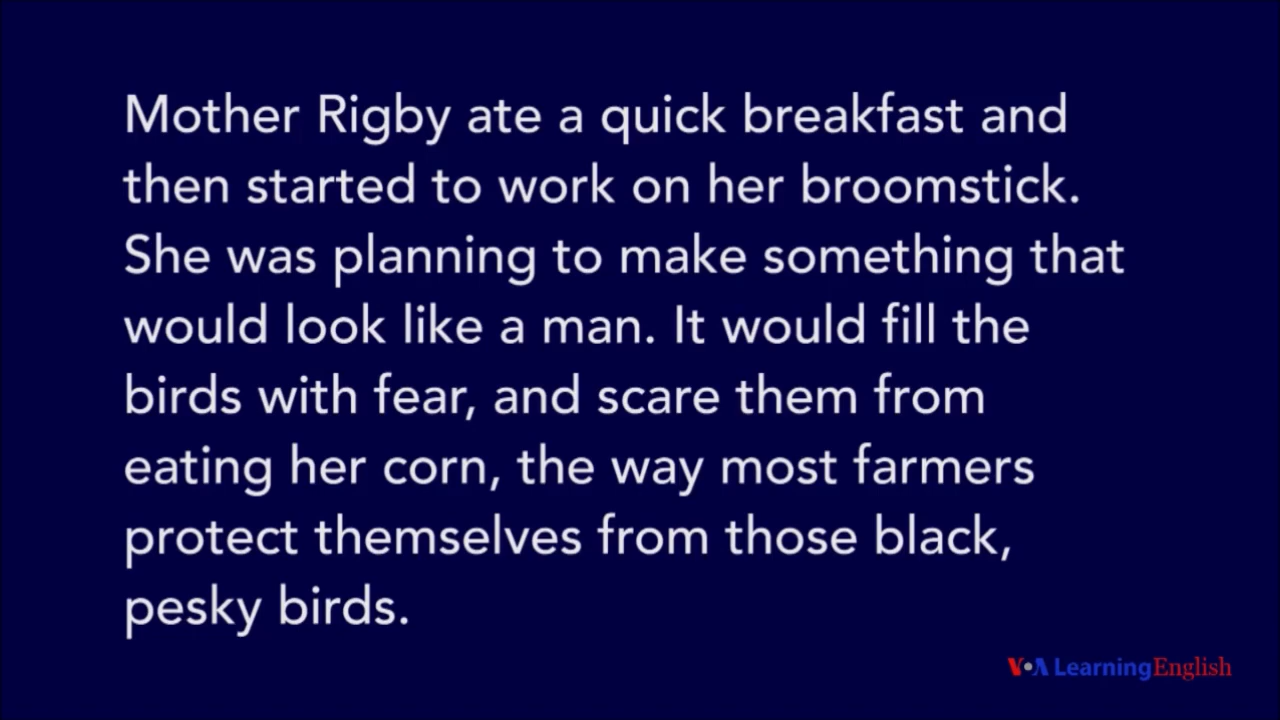 Mother Rigby ate a quick breakfast and
then started to work on her broomstick.
She was planning to make something that
would look like a man. It would fill the
birds with fear, and scare them from
eating her corn, the way most farmers
protect themselves from those black,
pesky birds.
VOA LearningEnglish